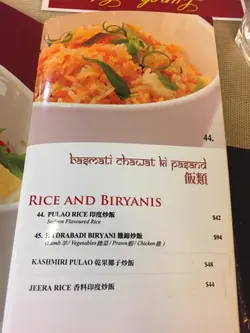 44.
Basmati Chawat Ki Pasand
飯類
RICE AND BIRYANIS
44. PULAO RICE 印度炒飯 $42
Saffron Flavoured Rice
45. HYDRABADI BIRYANI 雜錦炒飯 $94
(Lamb 羊 / Vegetables 雜菜 / Prawn 蝦 / Chicken 雞)
KASHMIRI PULAO 乾果椰子炒飯 $48
JEERA RICE 香料印度炒飯 $44